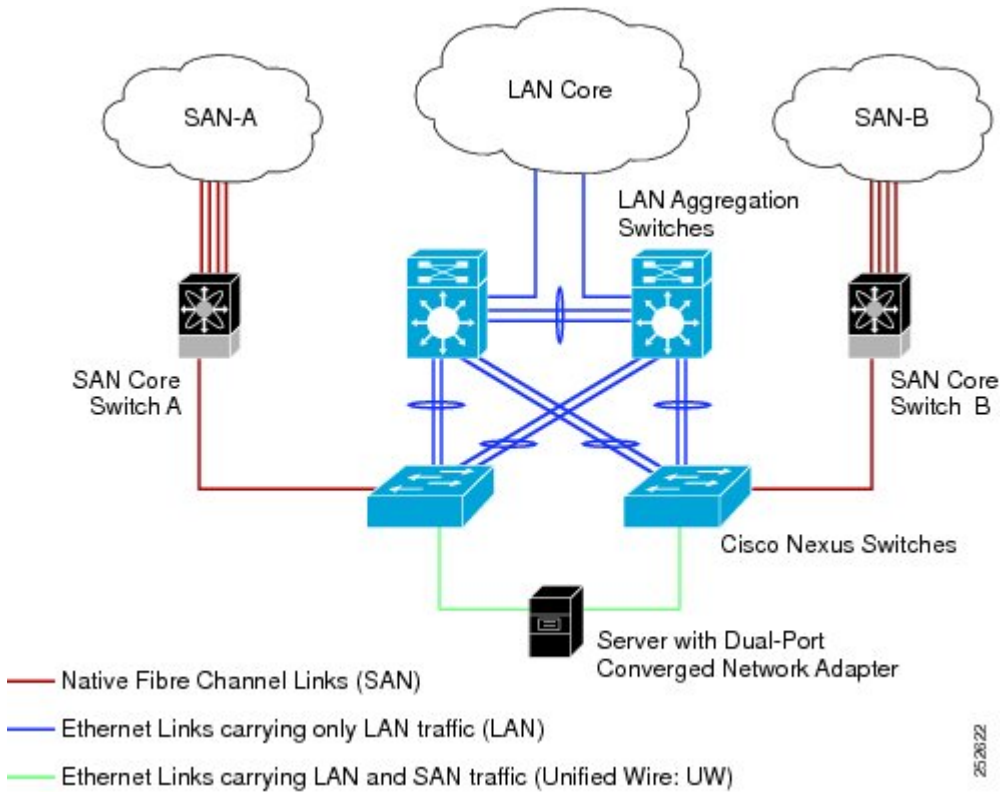 SAN-A
LAN Core
SAN-B
LAN Aggregation
Switches
SAN Core
Switch A
SAN Core
Switch B
Cisco Nexus Switches
Server with Dual-Port
Converged Network Adapter
Native Fibre Channel Links (SAN)
Ethernet Links carrying only LAN traffic (LAN)
Ethernet Links carrying LAN and SAN traffic (Unified Wire: UW)
252622